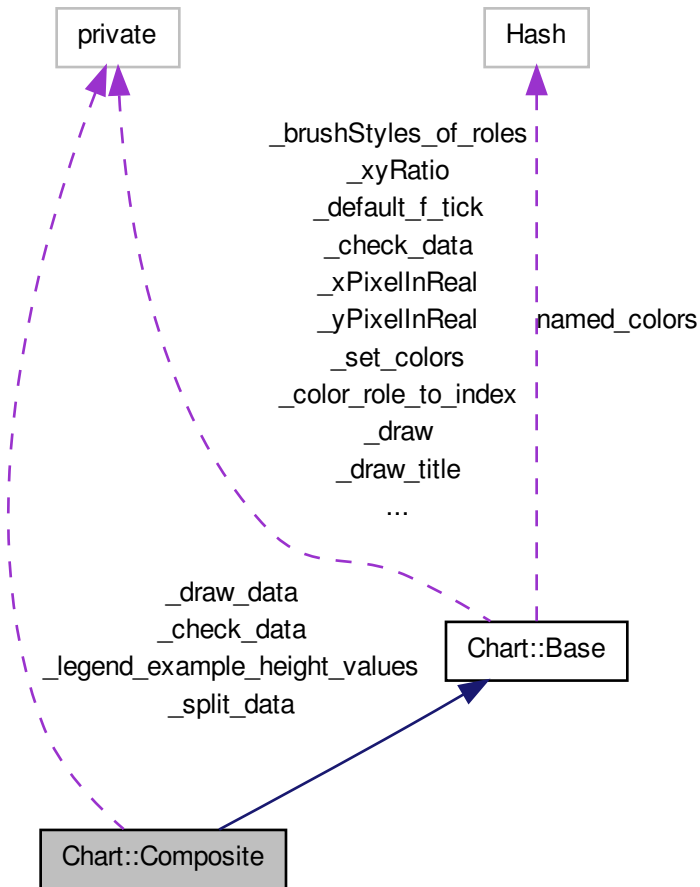 private
Hash
_brushStyles_of_roles
_xyRatio
_default_f_tick
_check_data
_xPixelInReal
_yPixelInReal
_set_colors
_color_role_to_index
_draw
_draw_title
...
named_colors
_draw_data
_check_data
_legend_example_height_values
_split_data
Chart::Base
Chart::Composite